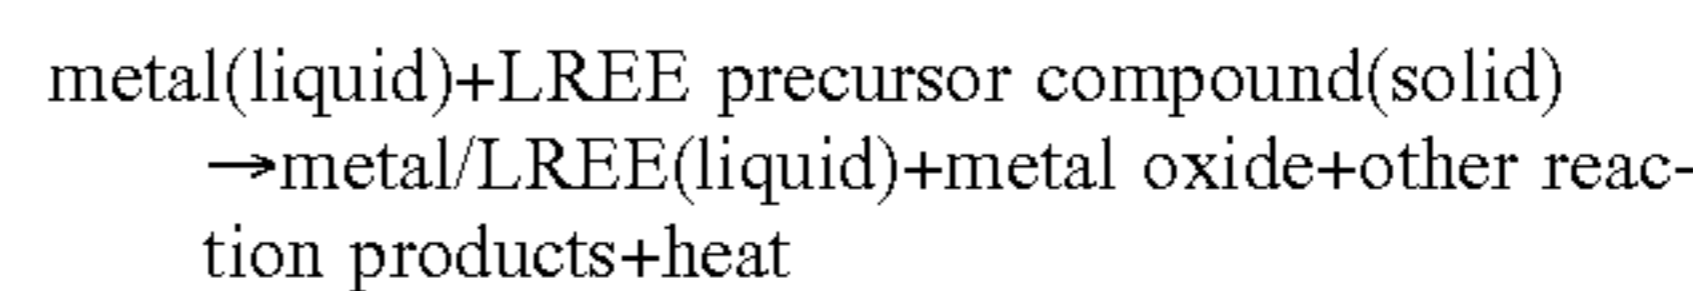 metal(liquid)+LREE precursor compound(solid)
→metal/LREE(liquid)+metal oxide+other reac-
tion products+heat